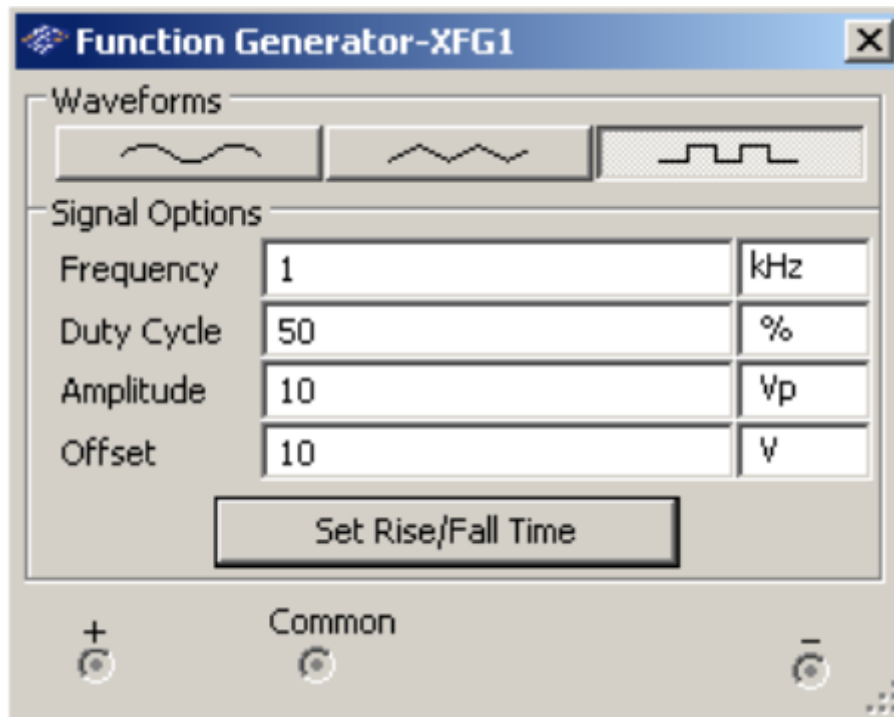 Function Generator-XFG1
Waveforms
Signal Options
Frequency 1 kHz
Duty Cycle 50 %
Amplitude 10 Vp
Offset 10 V
Set Rise/Fall Time
+ Common −